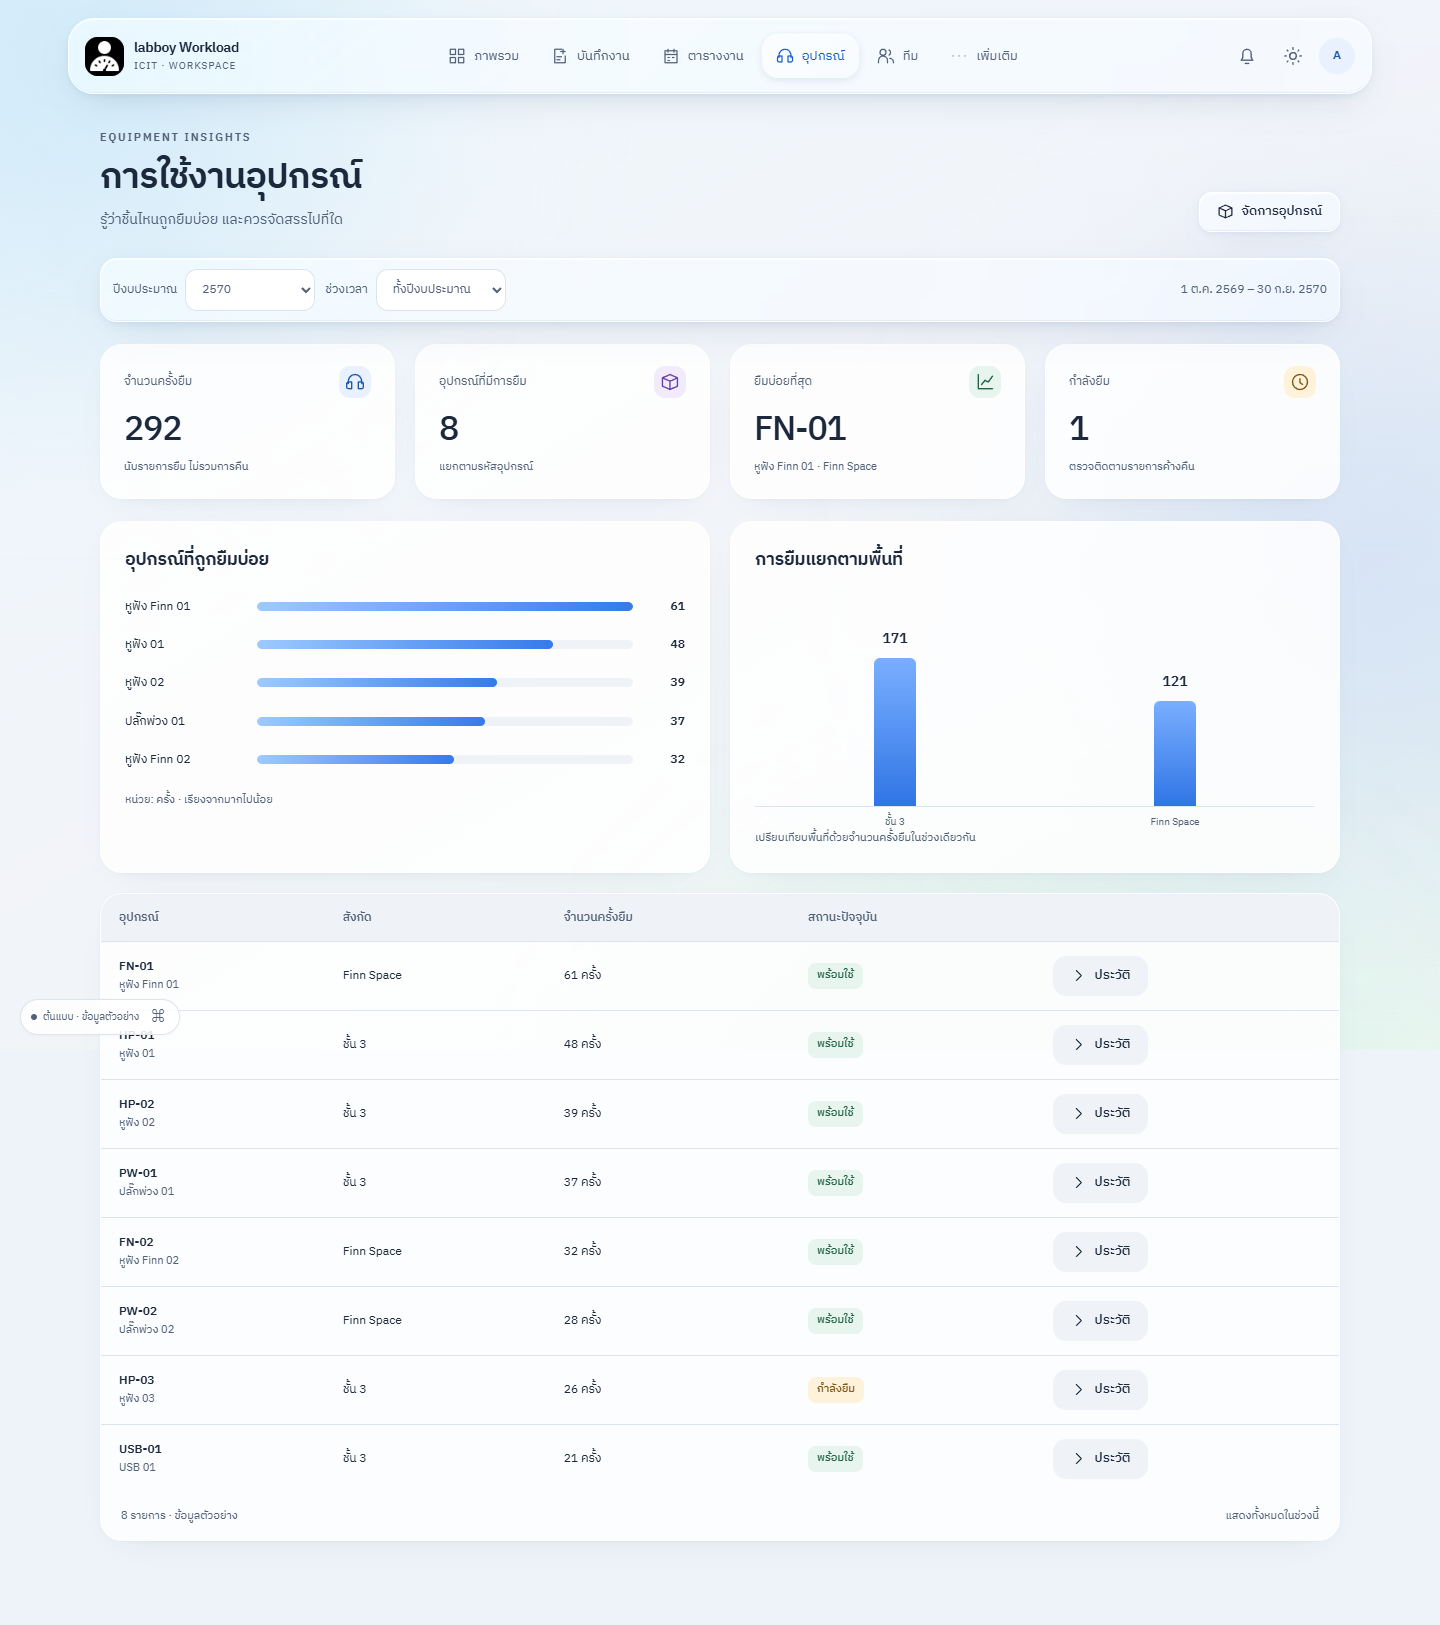 labboy Workload
ICIT · WORKSPACE
ภาพรวม
บันทึกงาน
ตารางงาน
อุปกรณ์
ทีม
เพิ่มเติม
A
EQUIPMENT INSIGHTS
การใช้งานอุปกรณ์
รู้ว่าชิ้นไหนถูกยืมบ่อย และควรจัดสรรไปที่ใด
จัดการอุปกรณ์
ปีงบประมาณ
2570
ช่วงเวลา
ทั้งปีงบประมาณ
1 ต.ค. 2569 – 30 ก.ย. 2570
จำนวนครั้งยืม
292
นับรายการยืม ไม่รวมการคืน
อุปกรณ์ที่มีการยืม
8
แยกตามรหัสอุปกรณ์
ยืมบ่อยที่สุด
FN-01
หูฟัง Finn 01 · Finn Space
กำลังยืม
1
ตรวจติดตามรายการค้างคืน
อุปกรณ์ที่ถูกยืมบ่อย
หูฟัง Finn 01 61
หูฟัง 01 48
หูฟัง 02 39
ปลั๊กพ่วง 01 37
หูฟัง Finn 02 32
หน่วย: ครั้ง · เรียงจากมากไปน้อย
การยืมแยกตามพื้นที่
171
121
ชั้น 3
Finn Space
เปรียบเทียบพื้นที่ด้วยจำนวนครั้งยืมในช่วงเดียวกัน
อุปกรณ์ สังกัด จำนวนครั้งยืม สถานะปัจจุบัน
FN-01
หูฟัง Finn 01
Finn Space 61 ครั้ง พร้อมใช้ ประวัติ
ต้นแบบ · ข้อมูลตัวอย่าง ⌘
HP-01
หูฟัง 01
ชั้น 3 48 ครั้ง พร้อมใช้ ประวัติ
HP-02
หูฟัง 02
ชั้น 3 39 ครั้ง พร้อมใช้ ประวัติ
PW-01
ปลั๊กพ่วง 01
ชั้น 3 37 ครั้ง พร้อมใช้ ประวัติ
FN-02
หูฟัง Finn 02
Finn Space 32 ครั้ง พร้อมใช้ ประวัติ
PW-02
ปลั๊กพ่วง 02
Finn Space 28 ครั้ง พร้อมใช้ ประวัติ
HP-03
หูฟัง 03
ชั้น 3 26 ครั้ง กำลังยืม ประวัติ
USB-01
USB 01
ชั้น 3 21 ครั้ง พร้อมใช้ ประวัติ
8 รายการ · ข้อมูลตัวอย่าง
แสดงทั้งหมดในช่วงนี้